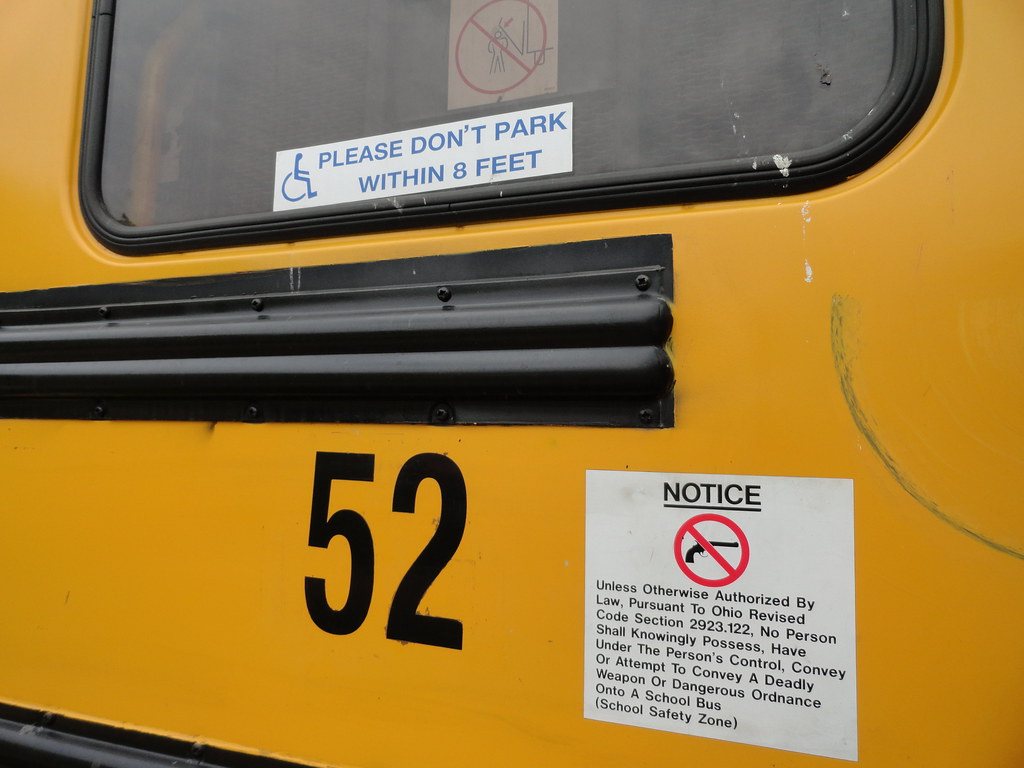 PLEASE DON'T PARK
WITHIN 8 FEET
52
NOTICE
Unless Otherwise Authorized By
Law, Pursuant To Ohio Revised
Code Section 2923.122, No Person
Shall Knowingly Possess, Have
Under The Person's Control, Convey
Or Attempt To Convey A Deadly
Weapon Or Dangerous Ordnance
Onto A School Bus
(School Safety Zone)